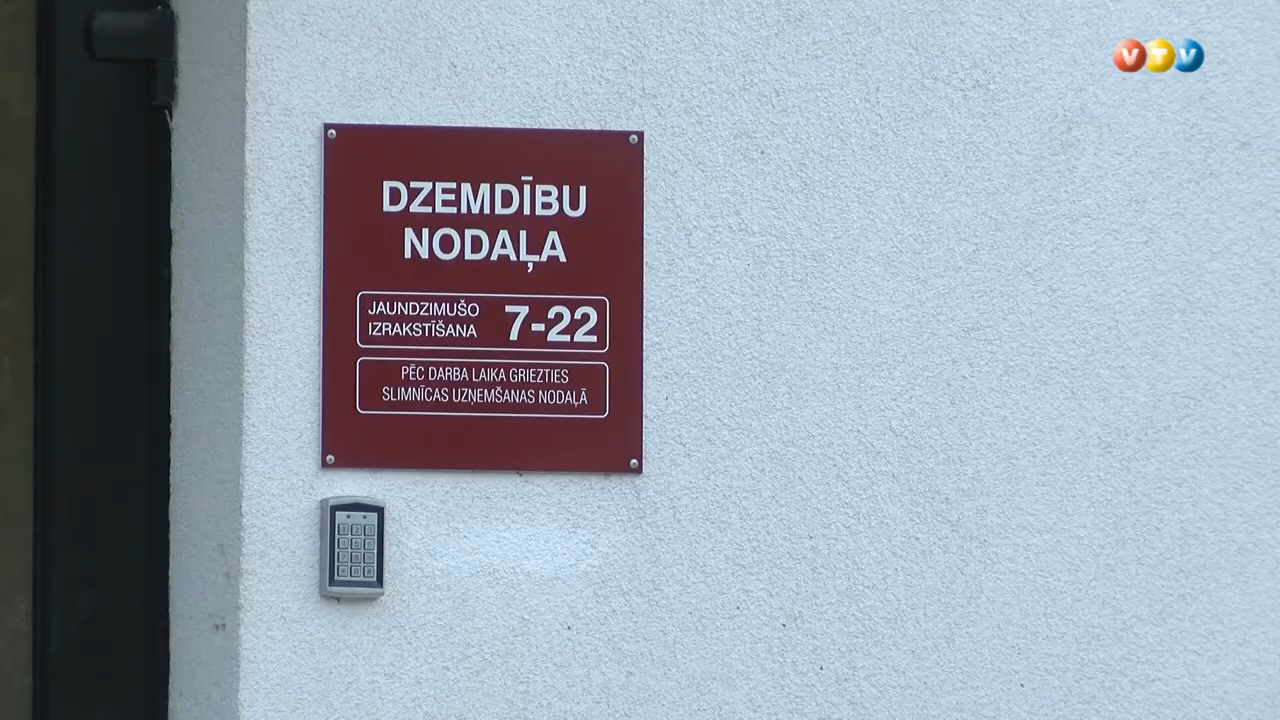 VTV
DZEMDĪBU
NODAĻA
JAUNDZIMUŠO
IZRAKSTĪŠANA
7-22
PĒC DARBA LAIKA GRIEZTIES
SLIMNĪCAS UZŅEMŠANAS NODAĻĀ